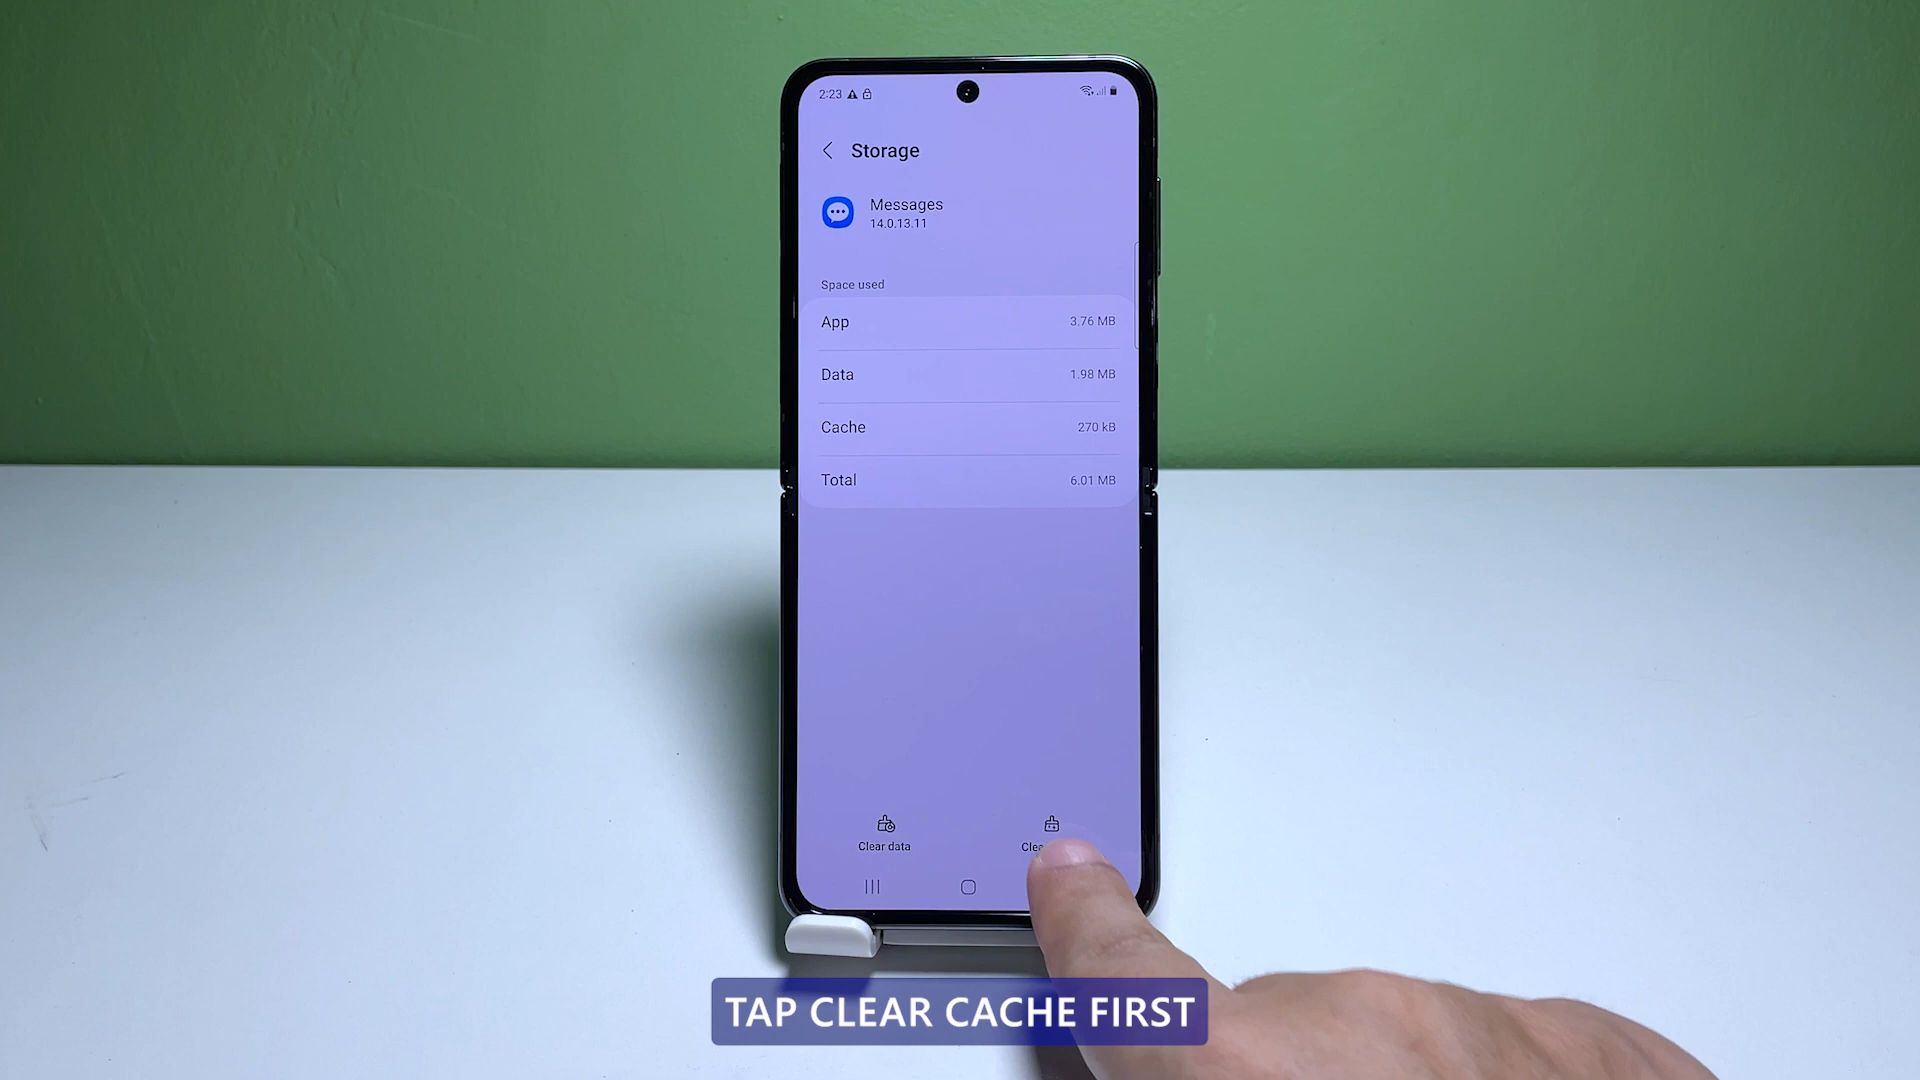 2:23
Storage
Messages
14.0.13.11
Space used
App 3.76 MB
Data 1.98 MB
Cache 270 kB
Total 6.01 MB
Clear data
TAP CLEAR CACHE FIRST